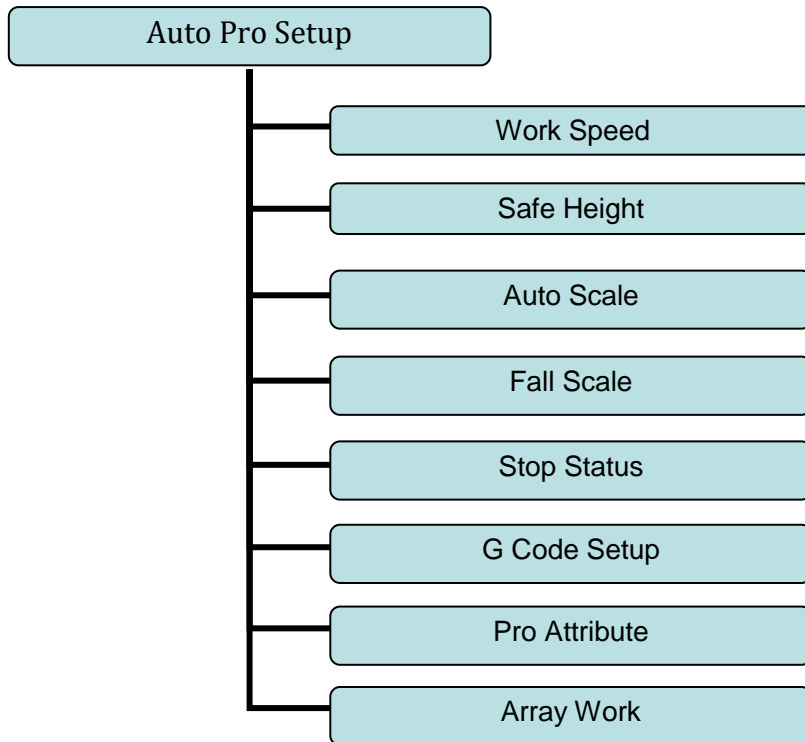 Auto Pro Setup
Work Speed
Safe Height
Auto Scale
Fall Scale
Stop Status
G Code Setup
Pro Attribute
Array Work